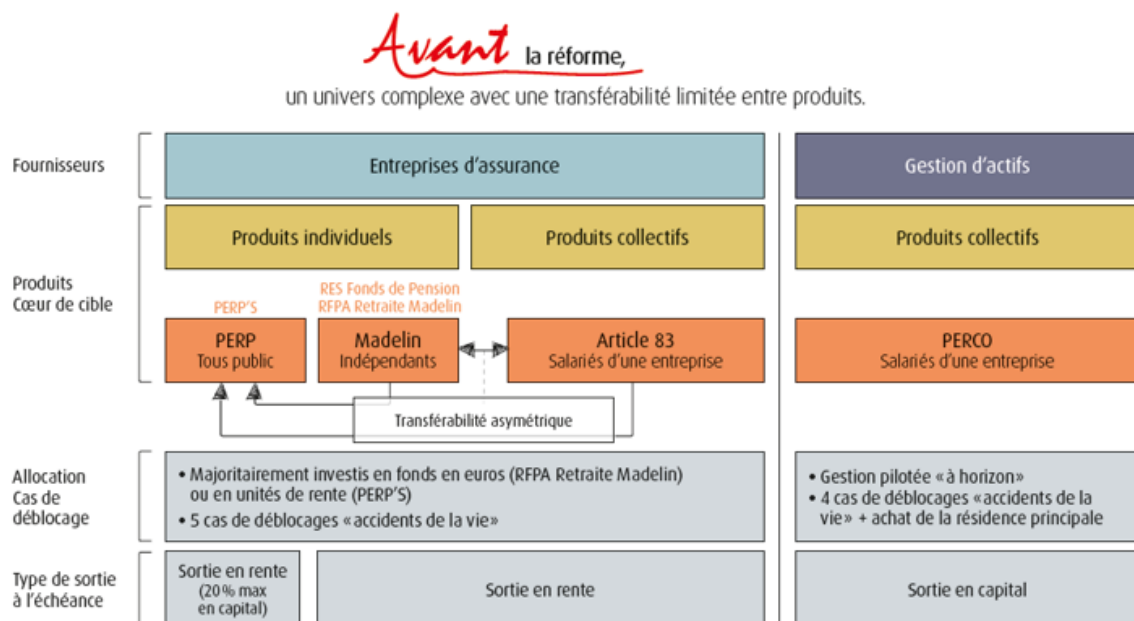 Avant la réforme,
un univers complexe avec une transférabilité limitée entre produits.
Fournisseurs
Entreprises d'assurance
Gestion d'actifs
Produits
Cœur de cible
Produits individuels
Produits collectifs
Produits collectifs
PERP'S
RES Fonds de Pension
RFPA Retraite Madelin
PERP
Tous public
Madelin
Indépendants
Article 83
Salariés d'une entreprise
PERCO
Salariés d'une entreprise
Transférabilité asymétrique
Allocation
Cas de
déblocage
• Majoritairement investis en fonds en euros (RFPA Retraite Madelin)
ou en unités de rente (PERP'S)
• 5 cas de déblocages «accidents de la vie»
• Gestion pilotée «à horizon»
• 4 cas de déblocages «accidents de la
vie» + achat de la résidence principale
Type de sortie
à l'échéance
Sortie en rente
(20% max
en capital)
Sortie en rente
Sortie en capital